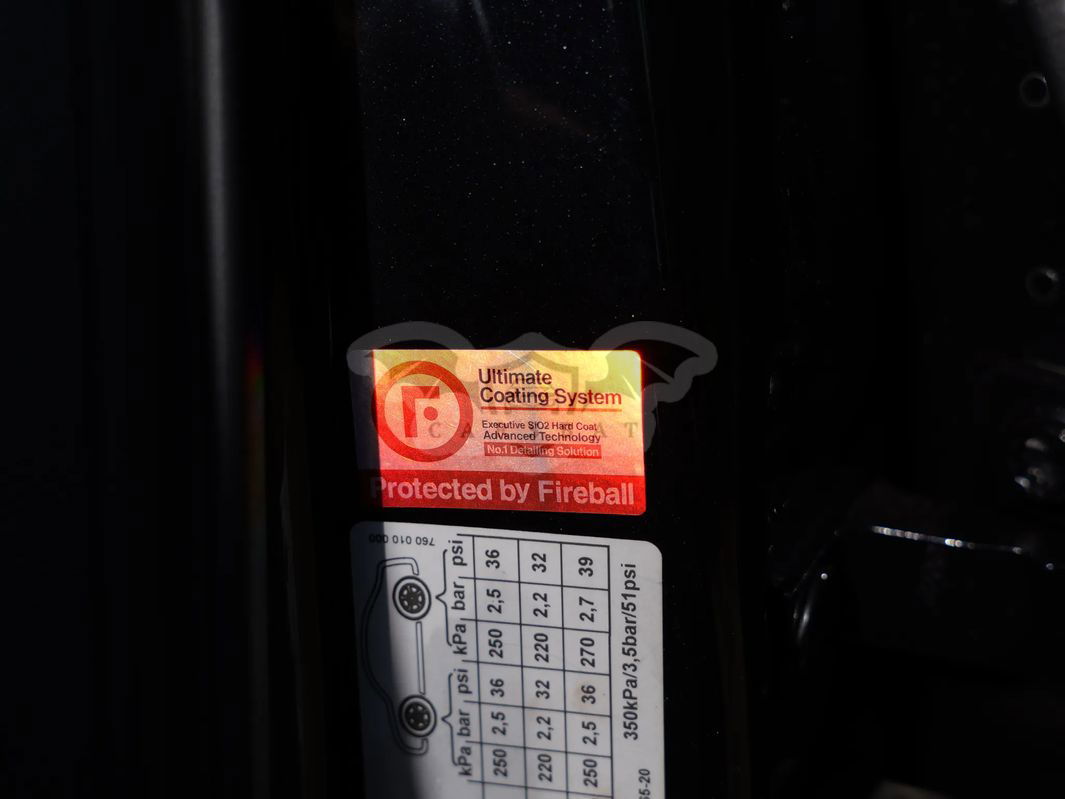 Ultimate
Coating System
Executive SIO2 Hard Coat
Advanced Technology
No.1 Detailing Solution
Protected by Fireball
760 010 000
kPa bar psi kPa bar psi
250 2,5 36 250 2,5 36
220 2,2 32 220 2,2 32
250 2,5 36 270 2,7 39
350kPa/3,5bar/51psi